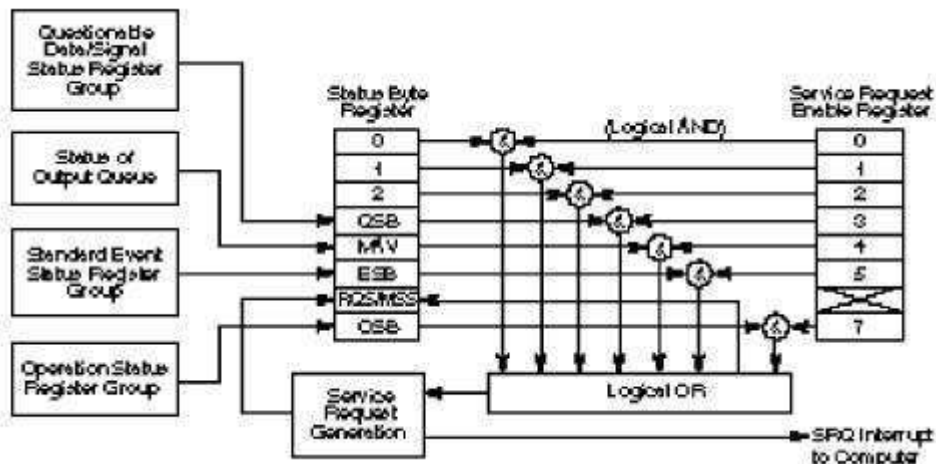 Questionable
Data/Signal
Status Register
Group
Status of
Output Queue
Standard Event
Status Register
Group
Operation Status
Register Group
Status Byte
Register
0
1
2
QSB
MAV
ESB
RQS/MSS
OSB
(Logical AND)
&
&
&
&
&
&
&
Service Request
Enable Register
0
1
2
3
4
5
7
Logical OR
Service
Request
Generation
SRQ Interrupt
to Computer